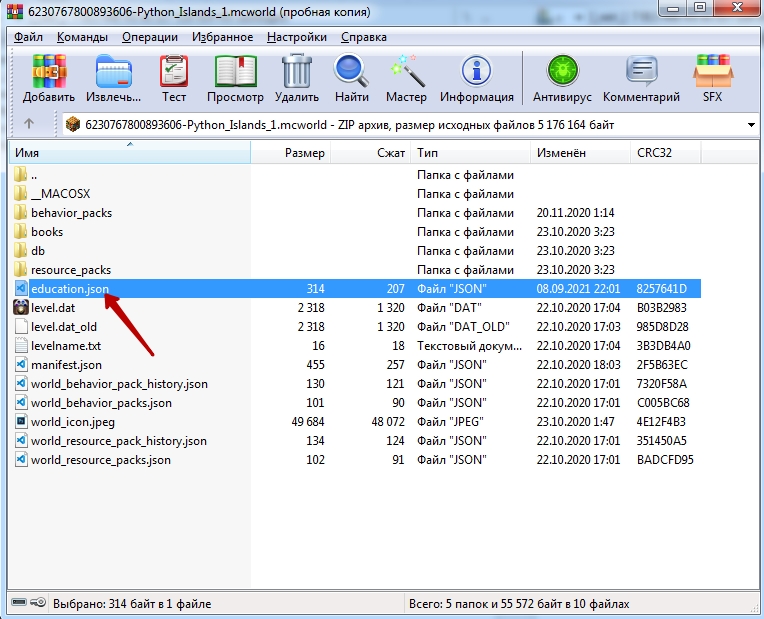 6230767800893606-Python_Islands_1.mcworld (пробная копия)
Файл Команды Операции Избранное Настройки Справка
Добавить Извлечь... Тест Просмотр Удалить Найти Мастер Информация Антивирус Комментарий SFX
6230767800893606-Python_Islands_1.mcworld - ZIP архив, размер исходных файлов 5 176 164 байт
Имя Размер Сжат Тип Изменён CRC32
.. Папка с файлами
__MACOSX Папка с файлами
behavior_packs Папка с файлами 20.11.2020 1:14
books Папка с файлами 23.10.2020 3:23
db Папка с файлами 23.10.2020 3:23
resource_packs Папка с файлами 23.10.2020 3:23
education.json 314 207 Файл "JSON" 08.09.2021 22:01 8257641D
level.dat 2 318 1 320 Файл "DAT" 22.10.2020 17:04 B03B2983
level.dat_old 2 318 1 320 Файл "DAT_OLD" 22.10.2020 17:03 985D8D28
levelname.txt 16 18 Текстовый докум... 22.10.2020 17:04 3B3DB4A0
manifest.json 455 257 Файл "JSON" 22.10.2020 18:03 2F5B63EC
world_behavior_pack_history.json 130 121 Файл "JSON" 22.10.2020 17:01 7320F58A
world_behavior_packs.json 101 90 Файл "JSON" 22.10.2020 17:01 C005BC68
world_icon.jpeg 49 684 48 072 Файл "JPEG" 23.10.2020 1:47 4E12F4B3
world_resource_pack_history.json 134 124 Файл "JSON" 22.10.2020 17:01 351450A5
world_resource_packs.json 102 91 Файл "JSON" 22.10.2020 17:01 BADCFD95
Выбрано: 314 байт в 1 файле Всего: 5 папок и 55 572 байт в 10 файлах